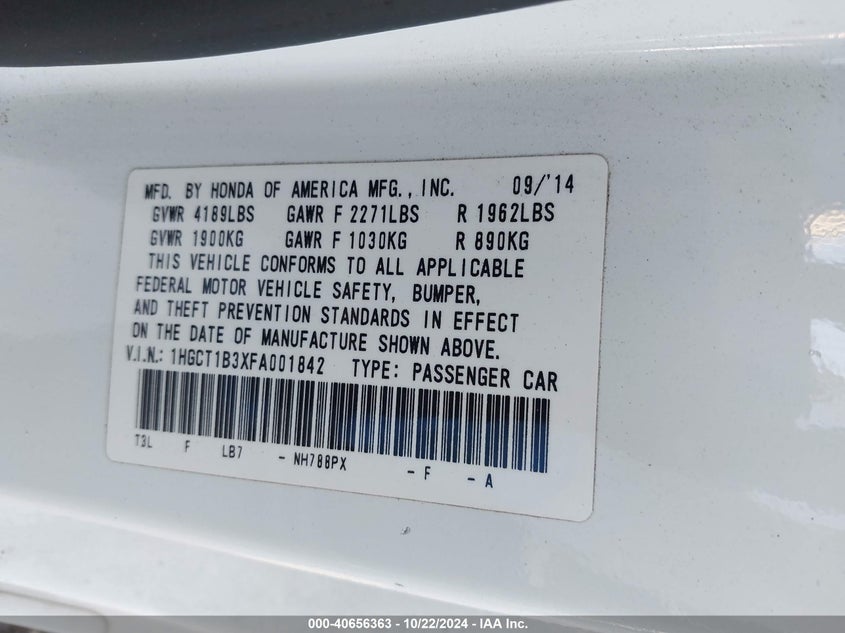 MFD. BY HONDA OF AMERICA MFG., INC. 09/'14
GVWR 4189LBS GAWR F 2271LBS R 1962LBS
GVWR 1900KG GAWR F 1030KG R 890KG
THIS VEHICLE CONFORMS TO ALL APPLICABLE
FEDERAL MOTOR VEHICLE SAFETY, BUMPER,
AND THEFT PREVENTION STANDARDS IN EFFECT
ON THE DATE OF MANUFACTURE SHOWN ABOVE.
V.I.N.: 1HGCT1B3XFA001842 TYPE: PASSENGER CAR
T3L F LB7 - NH788PX - F - A
000-40656363 - 10/22/2024 - IAA Inc.